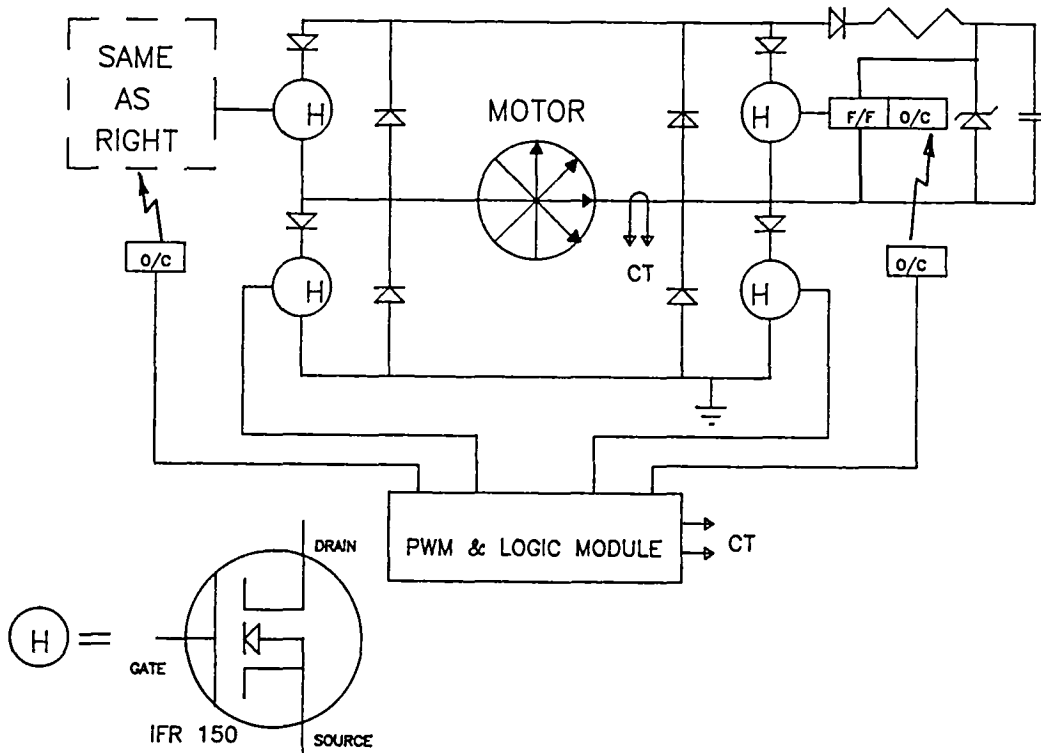 SAME
AS
RIGHT
H
MOTOR
H
F/F O/C
O/C
H
CT
H
O/C
PWM & LOGIC MODULE
CT
DRAIN
H =
GATE
IFR 150
SOURCE